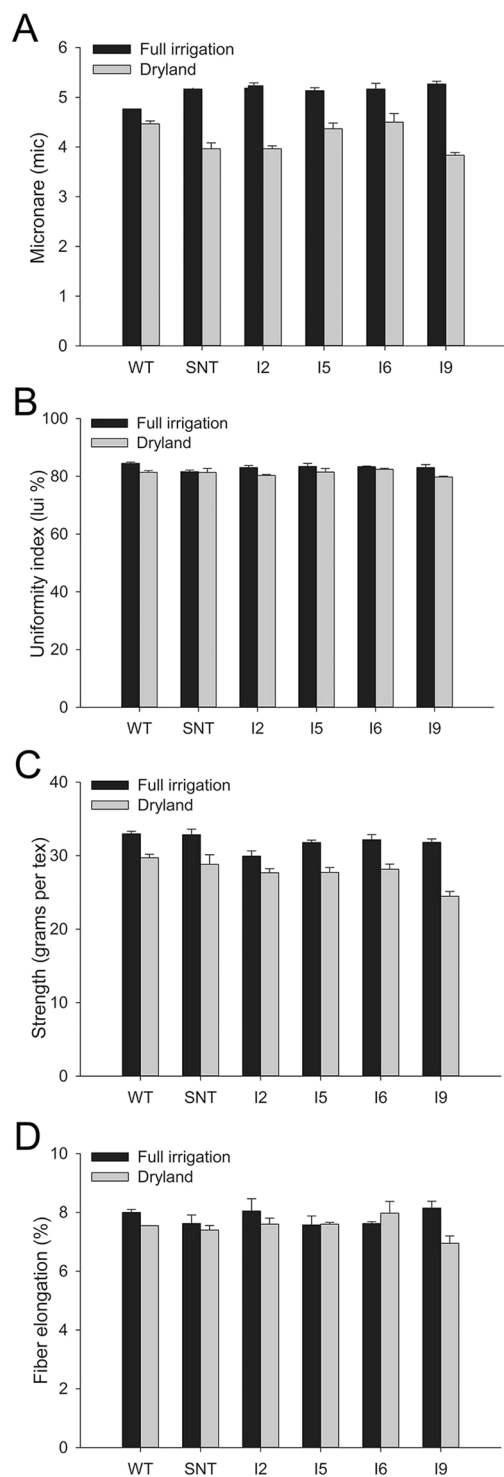 A
Full irrigation
Dryland
Micronare (mic)
6
5
4
3
2
1
0
WT SNT I2 I5 I6 I9
B
Full irrigation
Dryland
Uniformity index (lui %)
100
80
60
40
20
0
WT SNT I2 I5 I6 I9
C
Full irrigation
Dryland
Strength (grams per tex)
40
30
20
10
0
WT SNT I2 I5 I6 I9
D
Full irrigation
Dryland
Fiber elongation (%)
10
8
6
4
2
0
WT SNT I2 I5 I6 I9